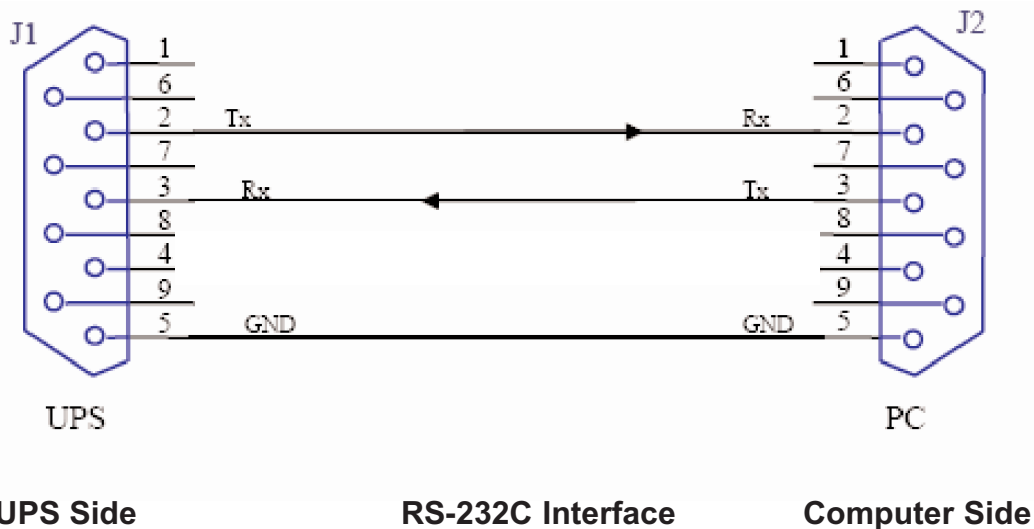 J1 J2
1 1
6 6
2 Tx Rx 2
7 7
3 Rx Tx 3
8 8
4 4
9 9
5 GND GND 5
UPS PC
UPS Side RS-232C Interface Computer Side